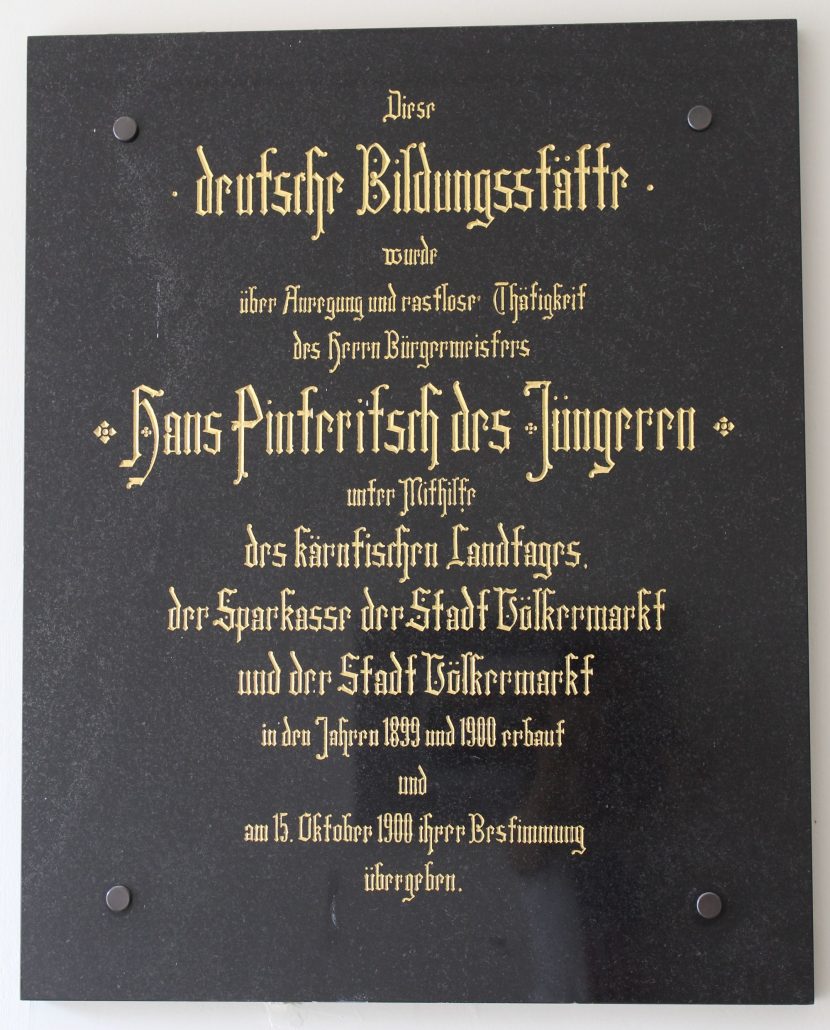 Diese
· deutsche Bildungsstätte ·
wurde
über Anregung und rastlose Thätigkeit
des Herrn Bürgermeisters
Hans Pinteritsch des Jüngeren
unter Mithilfe
des kärntischen Landtages,
der Sparkasse der Stadt Völkermarkt
und der Stadt Völkermarkt
in den Jahren 1899 und 1900 erbaut
und
am 15. Oktober 1900 ihrer Bestimmung
übergeben.